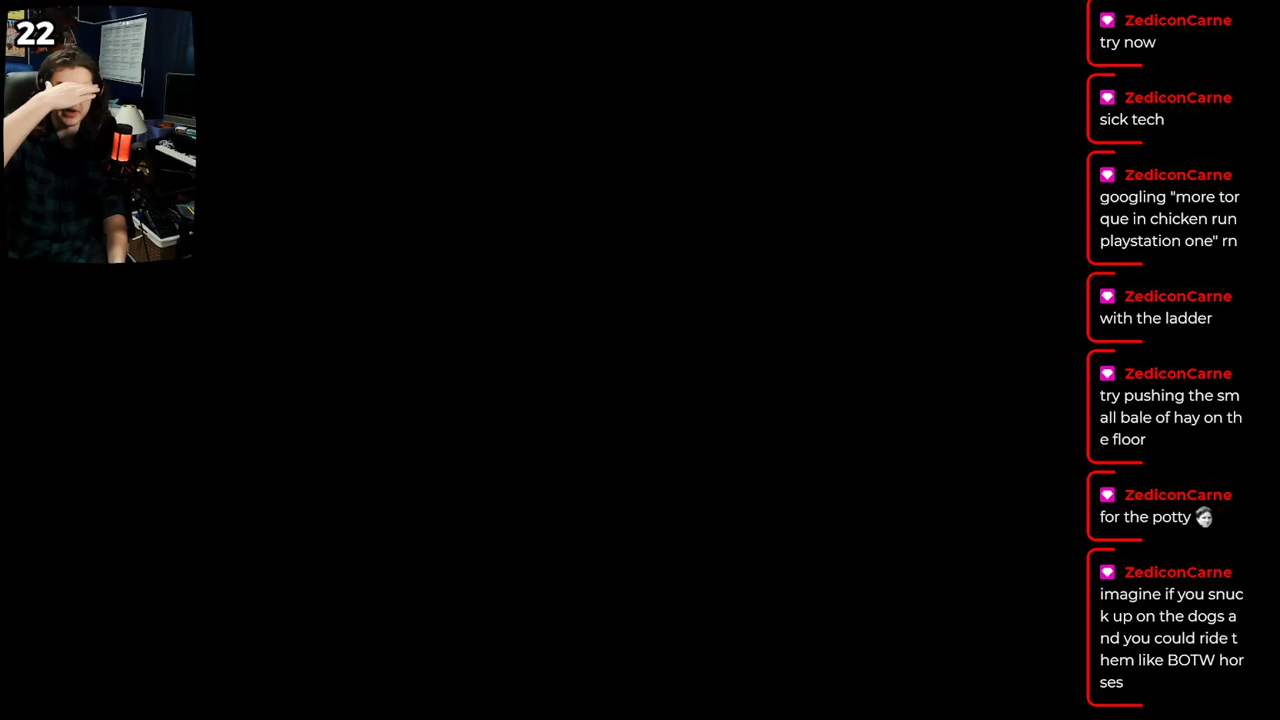 22
ZediconCarne
try now
ZediconCarne
sick tech
ZediconCarne
googling "more tor
que in chicken run
playstation one" rn
ZediconCarne
with the ladder
ZediconCarne
try pushing the sm
all bale of hay on th
e floor
ZediconCarne
for the potty
ZediconCarne
imagine if you snuc
k up on the dogs a
nd you could ride t
hem like BOTW hor
ses